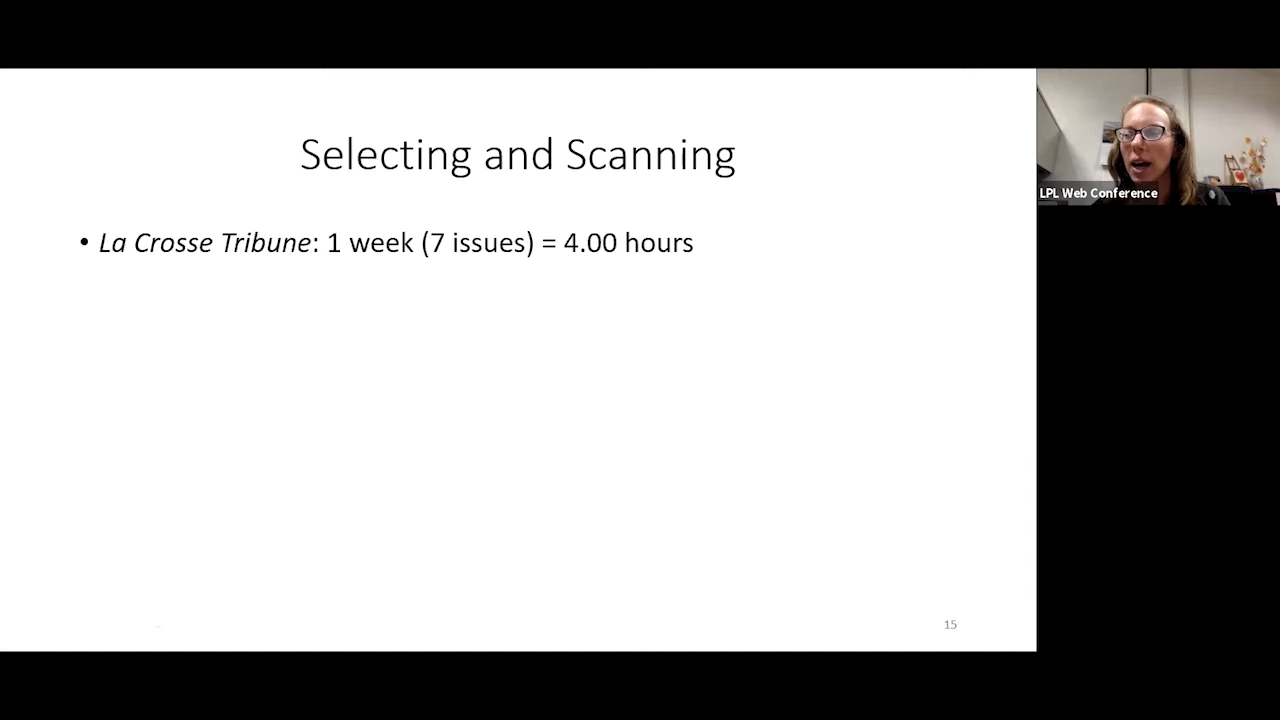 Selecting and Scanning
• La Crosse Tribune: 1 week (7 issues) = 4.00 hours
15
LPL Web Conference